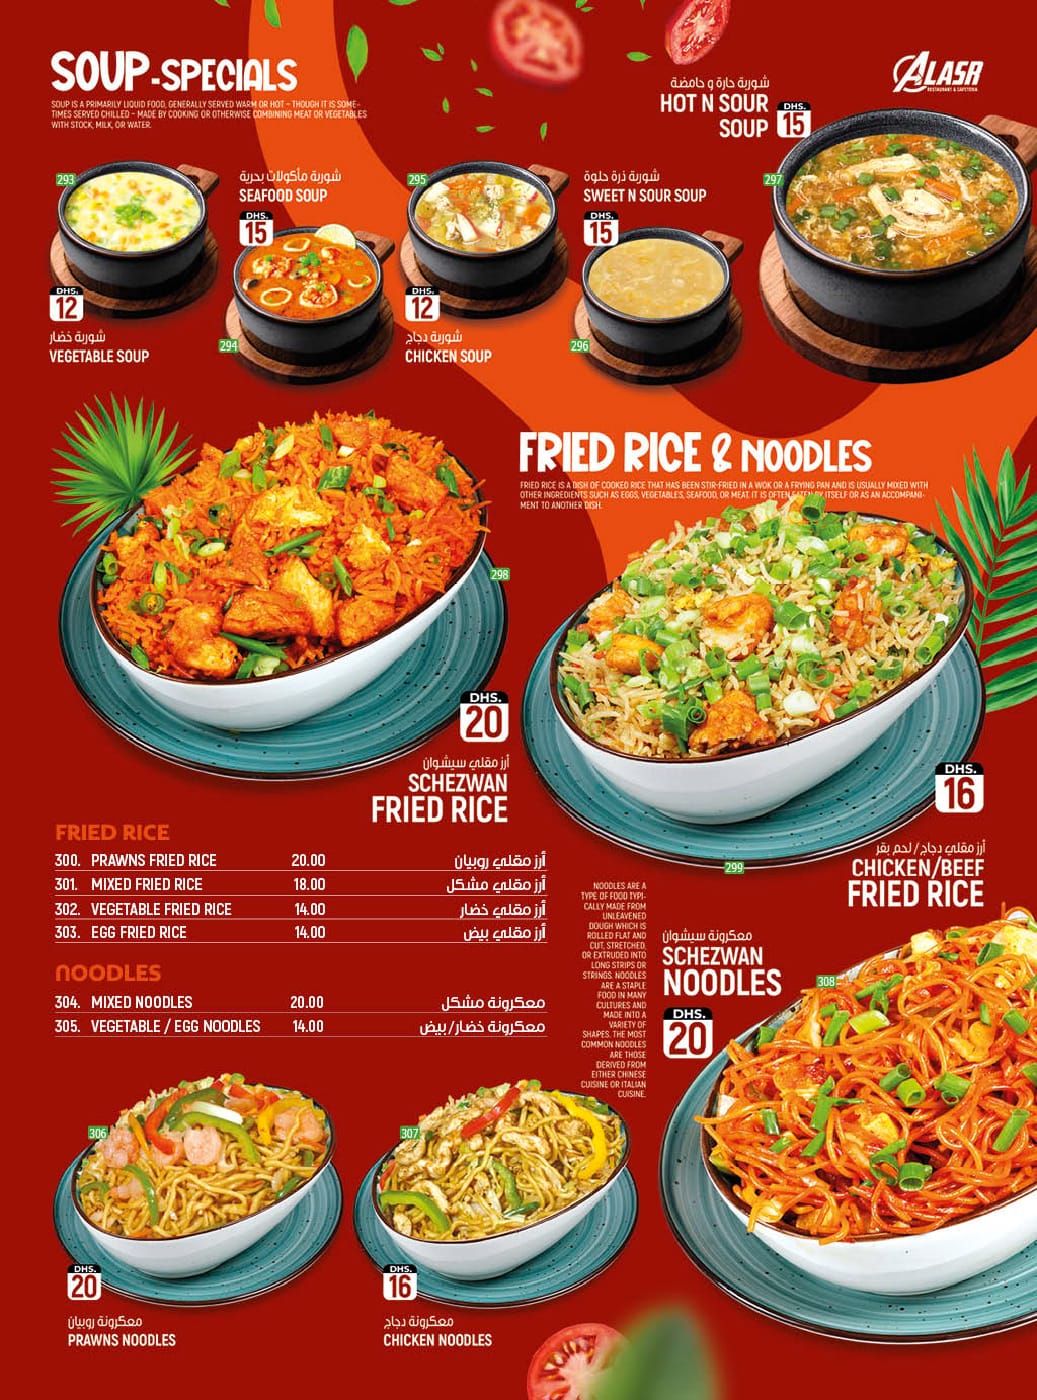 SOUP-SPECIALS
SOUP IS A PRIMARILY LIQUID FOOD, GENERALLY SERVED WARM OR HOT – THOUGH IT IS SOME-
TIMES SERVED CHILLED – MADE BY COOKING OR OTHERWISE COMBINING MEAT OR VEGETABLES
WITH STOCK, MILK, OR WATER.
ALASR
RESTAURANT & CAFETERIA
293
DHS.
12
شوربة خضار
VEGETABLE SOUP
شوربة مأكولات بحرية
SEAFOOD SOUP
DHS.
15
294
295
DHS.
12
شوربة دجاج
CHICKEN SOUP
شوربة ذرة حلوة
SWEET N SOUR SOUP
DHS.
15
296
شوربة حارة و حامضة
HOT N SOUR
SOUP
DHS.
15
297
FRIED RICE & NOODLES
FRIED RICE IS A DISH OF COOKED RICE THAT HAS BEEN STIR-FRIED IN A WOK OR A FRYING PAN AND IS USUALLY MIXED WITH
OTHER INGREDIENTS SUCH AS EGGS, VEGETABLES, SEAFOOD, OR MEAT. IT IS OFTEN EATEN BY ITSELF OR AS AN ACCOMPANI-
MENT TO ANOTHER DISH.
298
DHS.
20
أرز مقلي سيشوان
SCHEZWAN
FRIED RICE
DHS.
16
299
أرز مقلي دجاج/ لحم بقر
CHICKEN/BEEF
FRIED RICE
FRIED RICE
300. PRAWNS FRIED RICE 20.00 أرز مقلي روبيان
301. MIXED FRIED RICE 18.00 أرز مقلي مشكل
302. VEGETABLE FRIED RICE 14.00 أرز مقلي خضار
303. EGG FRIED RICE 14.00 أرز مقلي بيض
NOODLES
304. MIXED NOODLES 20.00 معكرونة مشكل
305. VEGETABLE / EGG NOODLES 14.00 معكرونة خضار/بيض
NOODLES ARE A
TYPE OF FOOD TYPI-
CALLY MADE FROM
UNLEAVENED
DOUGH WHICH IS
ROLLED FLAT AND
CUT, STRETCHED,
OR EXTRUDED INTO
LONG STRIPS OR
STRINGS. NOODLES
ARE A STAPLE
FOOD IN MANY
CULTURES AND
MADE INTO A
VARIETY OF
SHAPES. THE MOST
COMMON NOODLES
ARE THOSE
DERIVED FROM
EITHER CHINESE
CUISINE OR ITALIAN
CUISINE.
معكرونة سيشوان
SCHEZWAN
NOODLES
308
DHS.
20
306
DHS.
20
معكرونة روبيان
PRAWNS NOODLES
307
DHS.
16
معكرونة دجاج
CHICKEN NOODLES